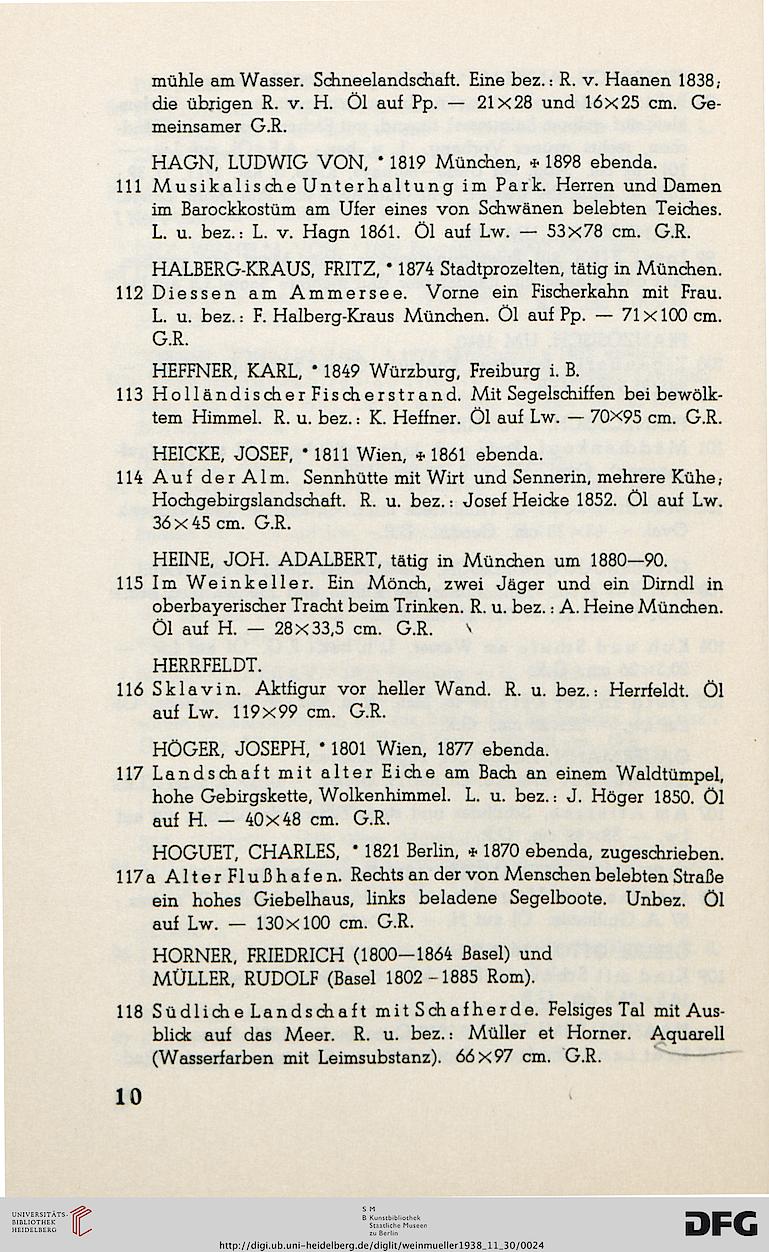 mühle am Wasser. Schneelandschaft. Eine bez.: R. v. Haanen 1838;
die übrigen R. v. H. Öl auf Pp. — 21×28 und 16×25 cm. Ge-
meinsamer G.R.
HAGN, LUDWIG VON, * 1819 München, ✢ 1898 ebenda.
111 Musikalische Unterhaltung im Park. Herren und Damen
im Barockkostüm am Ufer eines von Schwänen belebten Teiches.
L. u. bez.: L. v. Hagn 1861. Öl auf Lw. — 53×78 cm. G.R.
HALBERG-KRAUS, FRITZ, * 1874 Stadtprozelten, tätig in München.
112 Diessen am Ammersee. Vorne ein Fischerkahn mit Frau.
L. u. bez.: F. Halberg-Kraus München. Öl auf Pp. — 71×100 cm.
G.R.
HEFFNER, KARL, * 1849 Würzburg, Freiburg i. B.
113 Holländischer Fischerstrand. Mit Segelschiffen bei bewölk-
tem Himmel. R. u. bez.: K. Heffner. Öl auf Lw. — 70×95 cm. G.R.
HEICKE, JOSEF, * 1811 Wien, ✢ 1861 ebenda.
114 Auf der Alm. Sennhütte mit Wirt und Sennerin, mehrere Kühe;
Hochgebirgslandschaft. R. u. bez.: Josef Heicke 1852. Öl auf Lw.
36×45 cm. G.R.
HEINE, JOH. ADALBERT, tätig in München um 1880—90.
115 Im Weinkeller. Ein Mönch, zwei Jäger und ein Dirndl in
oberbayerischer Tracht beim Trinken. R. u. bez.: A. Heine München.
Öl auf H. — 28×33,5 cm. G.R.
HERRFELDT.
116 Sklavin. Aktfigur vor heller Wand. R. u. bez.: Herrfeldt. Öl
auf Lw. 119×99 cm. G.R.
HÖGER, JOSEPH, * 1801 Wien, 1877 ebenda.
117 Landschaft mit alter Eiche am Bach an einem Waldtümpel,
hohe Gebirgskette, Wolkenhimmel. L. u. bez.: J. Höger 1850. Öl
auf H. — 40×48 cm. G.R.
HOGUET, CHARLES, * 1821 Berlin, ✢ 1870 ebenda, zugeschrieben.
117a Alter Flußhafen. Rechts an der von Menschen belebten Straße
ein hohes Giebelhaus, links beladene Segelboote. Unbez. Öl
auf Lw. — 130×100 cm. G.R.
HORNER, FRIEDRICH (1800—1864 Basel) und
MÜLLER, RUDOLF (Basel 1802 - 1885 Rom).
118 Südliche Landschaft mit Schafherde. Felsiges Tal mit Aus-
blick auf das Meer. R. u. bez.: Müller et Horner. Aquarell
(Wasserfarben mit Leimsubstanz). 66×97 cm. G.R.
10
UNIVERSITÄTS-
BIBLIOTHEK
HEIDELBERG
S M
B Kunstbibliothek
Staatliche Museen
zu Berlin
DFG
http://digi.ub.uni-heidelberg.de/diglit/weinmueller1938_11_30/0024